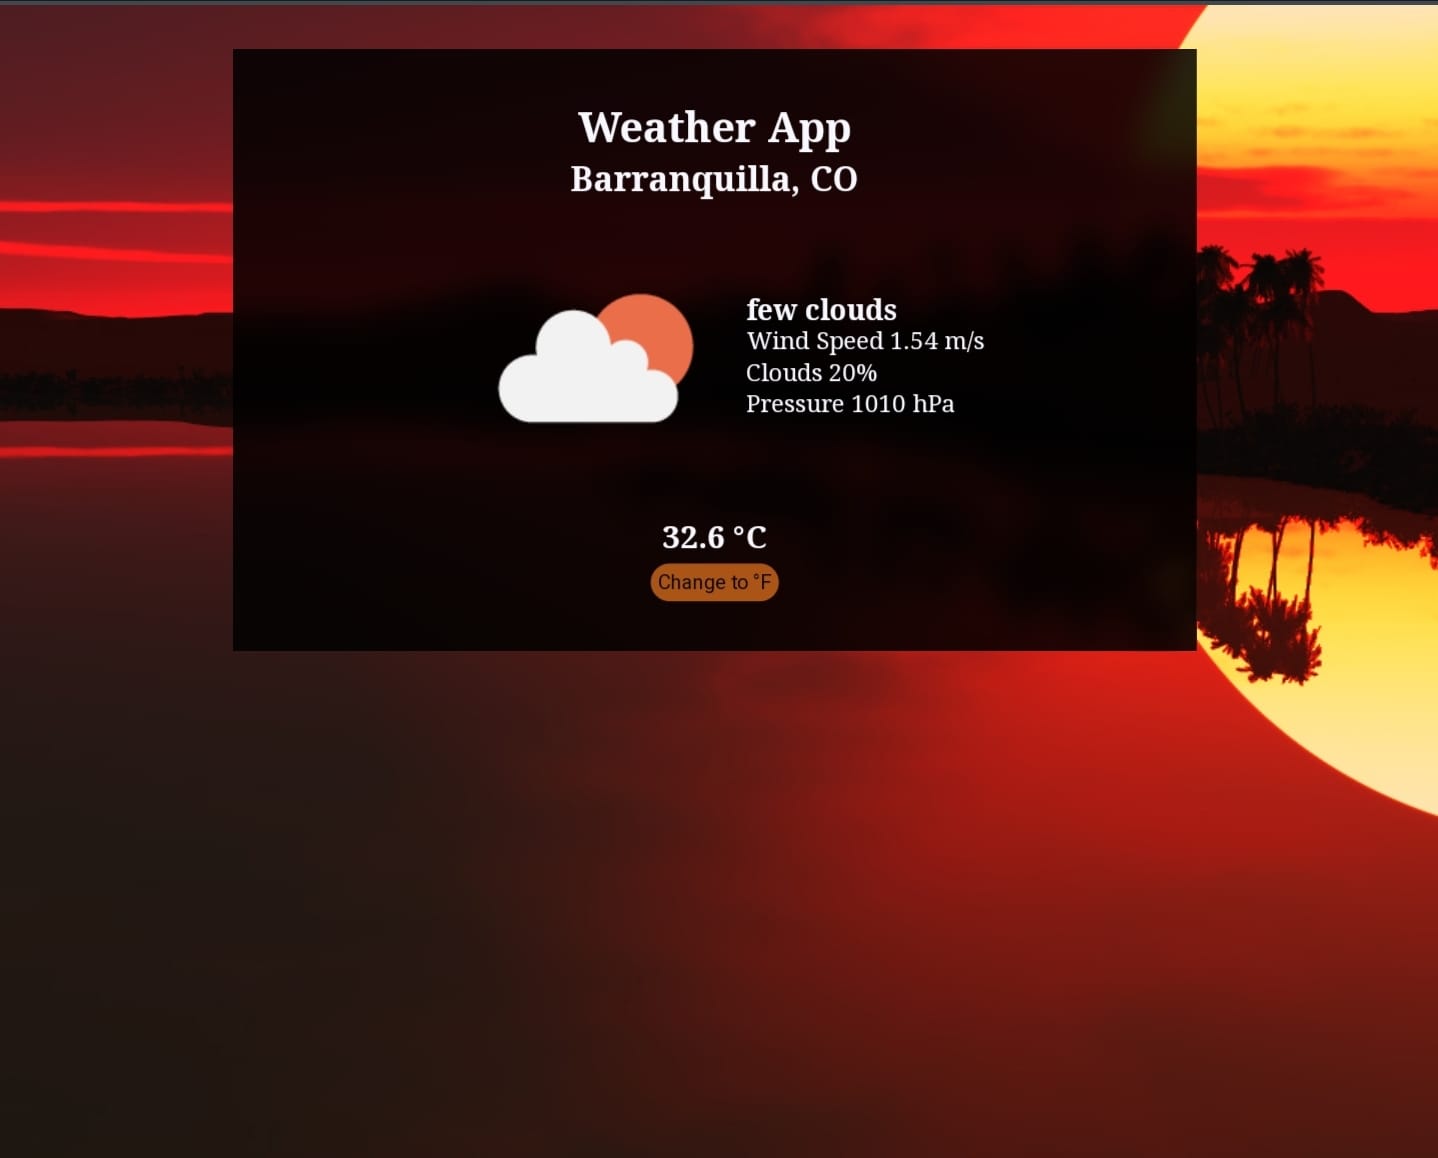 Weather App
Barranquilla, CO
few clouds
Wind Speed 1.54 m/s
Clouds 20%
Pressure 1010 hPa
32.6 °C
Change to °F